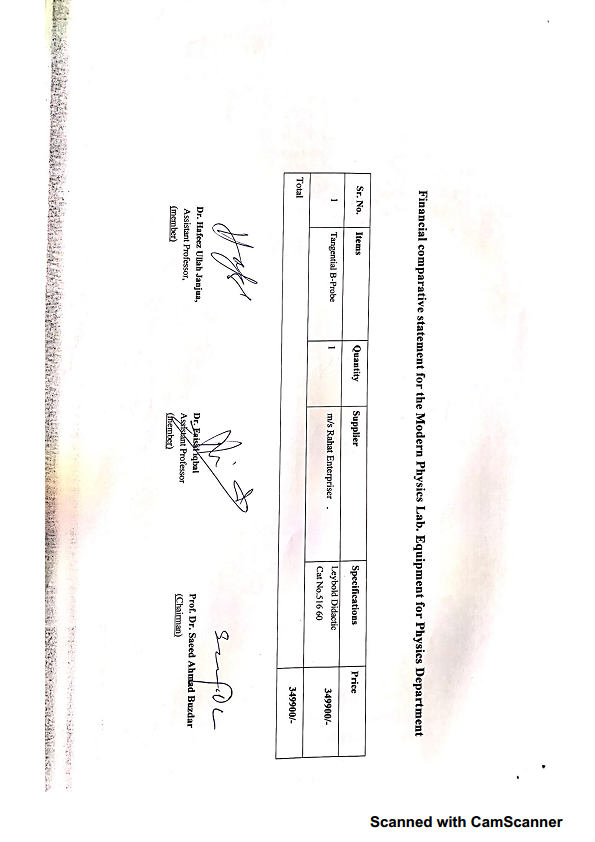 Financial comparative statement for the Modern Physics Lab. Equipment for Physics Department
Sr. No. Items Quantity Supplier Specifications Price
1 Tangential B-Probe 1 m/s Rahat Enterpriser . Leybold Didactic 349900/-
Cat No.516 60
Total 349900/-
Dr. Hafeez Ullah Janjua,
Assistant Professor,
(member)
Dr. Faisal Iqbal
Assistant Professor
(member)
Prof. Dr. Saeed Ahmad Buzdar
(Chairman)
Scanned with CamScanner